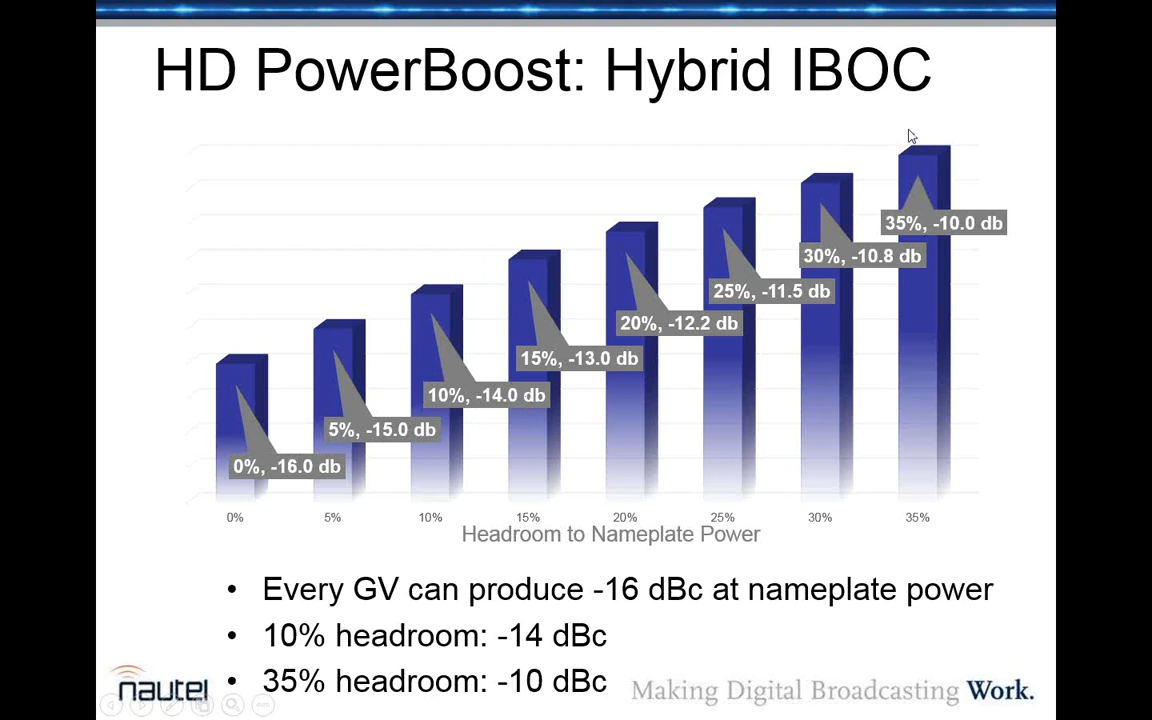 HD PowerBoost: Hybrid IBOC
35%, -10.0 db
30%, -10.8 db
25%, -11.5 db
20%, -12.2 db
15%, -13.0 db
10%, -14.0 db
5%, -15.0 db
0%, -16.0 db
0% 5% 10% 15% 20% 25% 30% 35%
Headroom to Nameplate Power
• Every GV can produce -16 dBc at nameplate power
• 10% headroom: -14 dBc
• 35% headroom: -10 dBc
nautel
Making Digital Broadcasting Work.